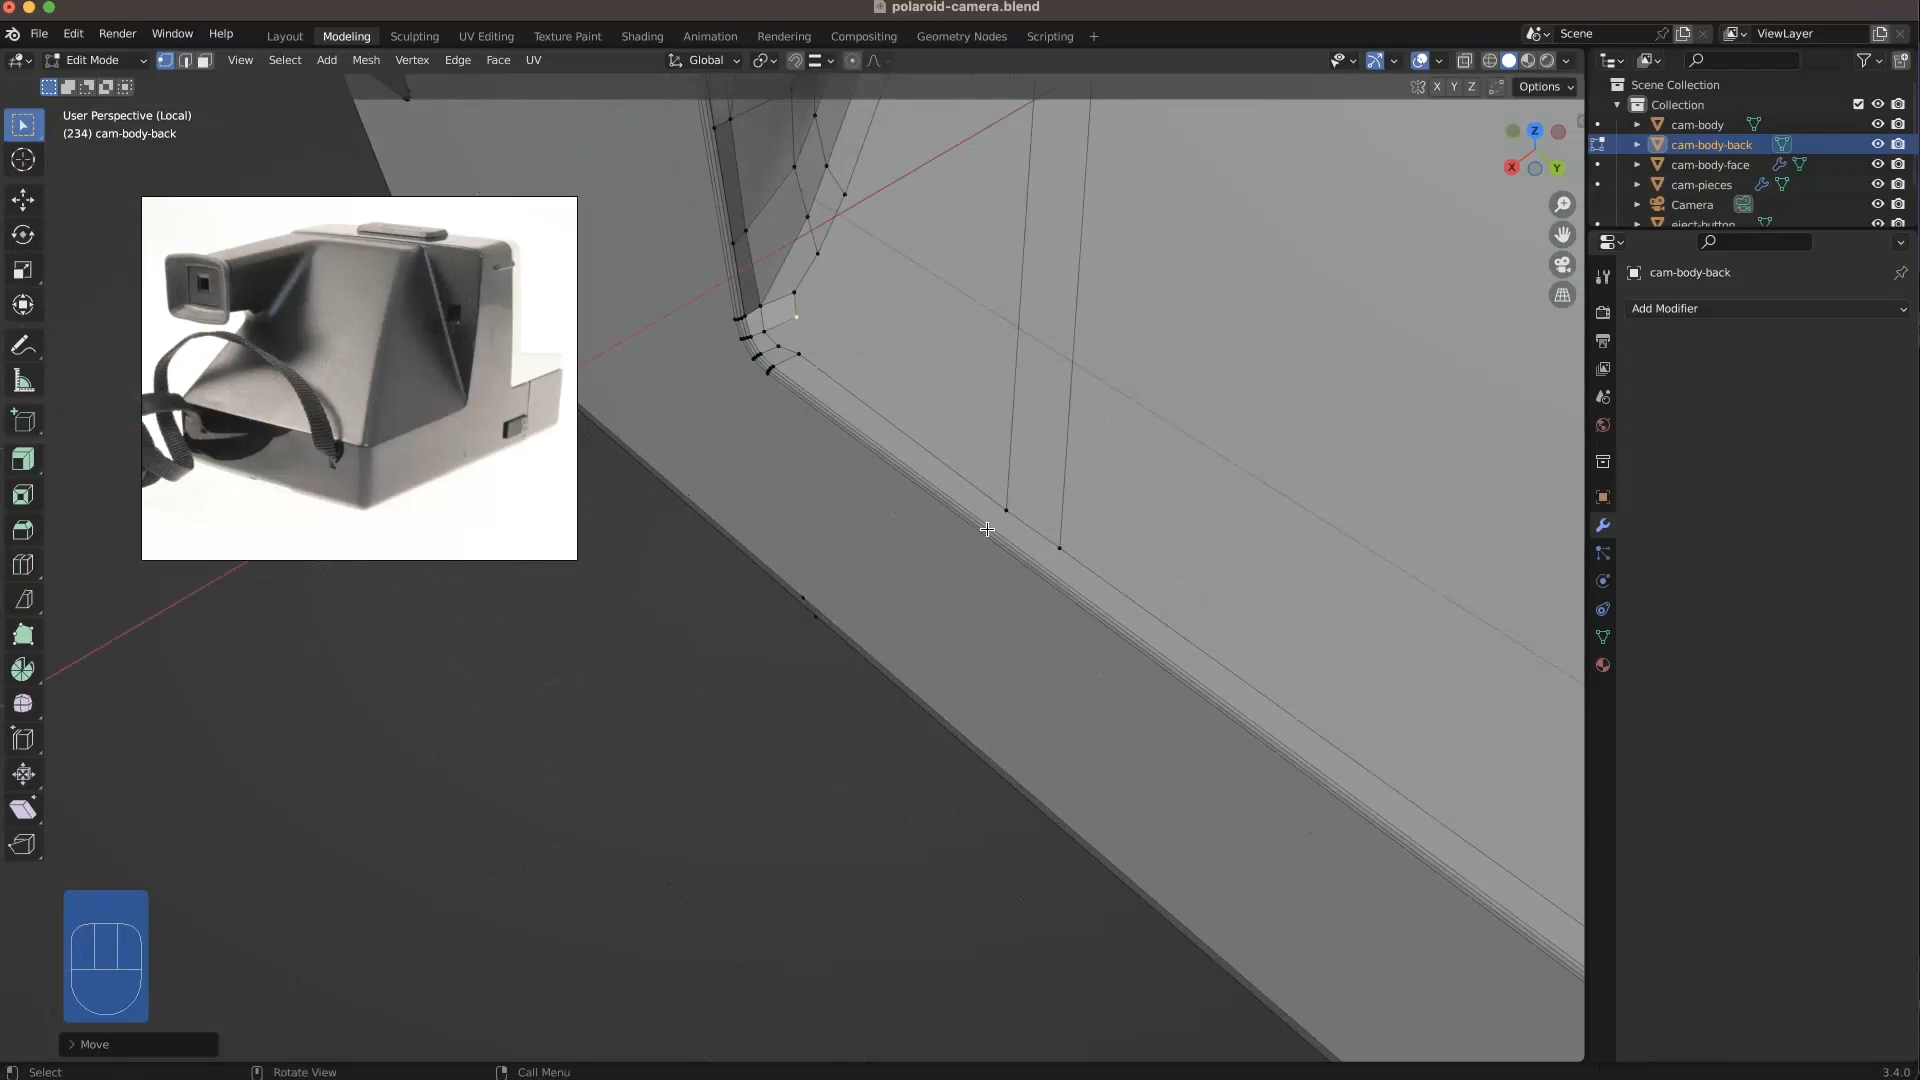 polaroid-camera.blend
File Edit Render Window Help Layout Modeling Sculpting UV Editing Texture Paint Shading Animation Rendering Compositing Geometry Nodes Scripting + Scene ViewLayer
Edit Mode View Select Add Mesh Vertex Edge Face UV Global
X Y Z Options
User Perspective (Local)
(234) cam-body-back
Z
X
Y
Scene Collection
Collection
cam-body
cam-body-back
cam-body-face
cam-pieces
Camera
eject-button
cam-body-back
Add Modifier
Move
Select Rotate View Call Menu 3.4.0